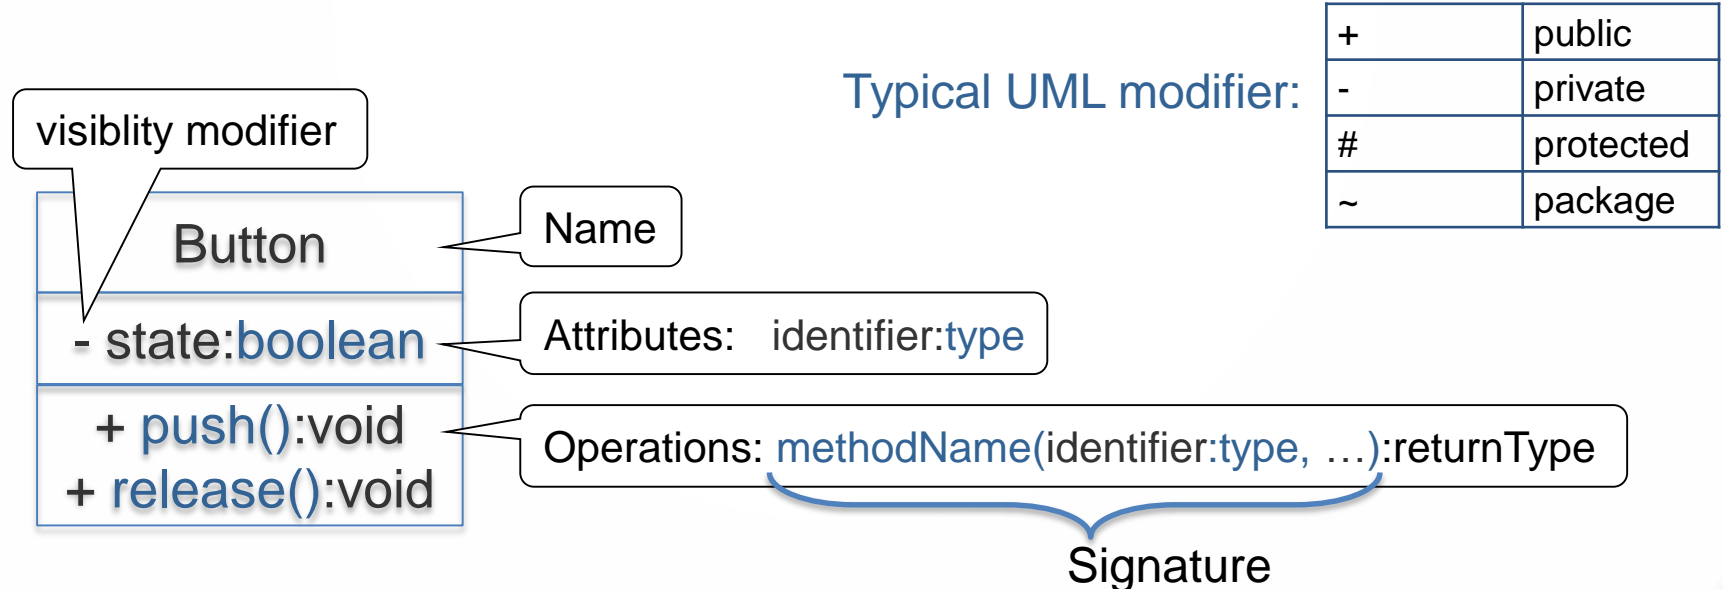 Typical UML modifier:
+ public
- private
# protected
~ package
visiblity modifier
Button
Name
- state:boolean
Attributes: identifier:type
+ push():void
+ release():void
Operations: methodName(identifier:type, …):returnType
Signature